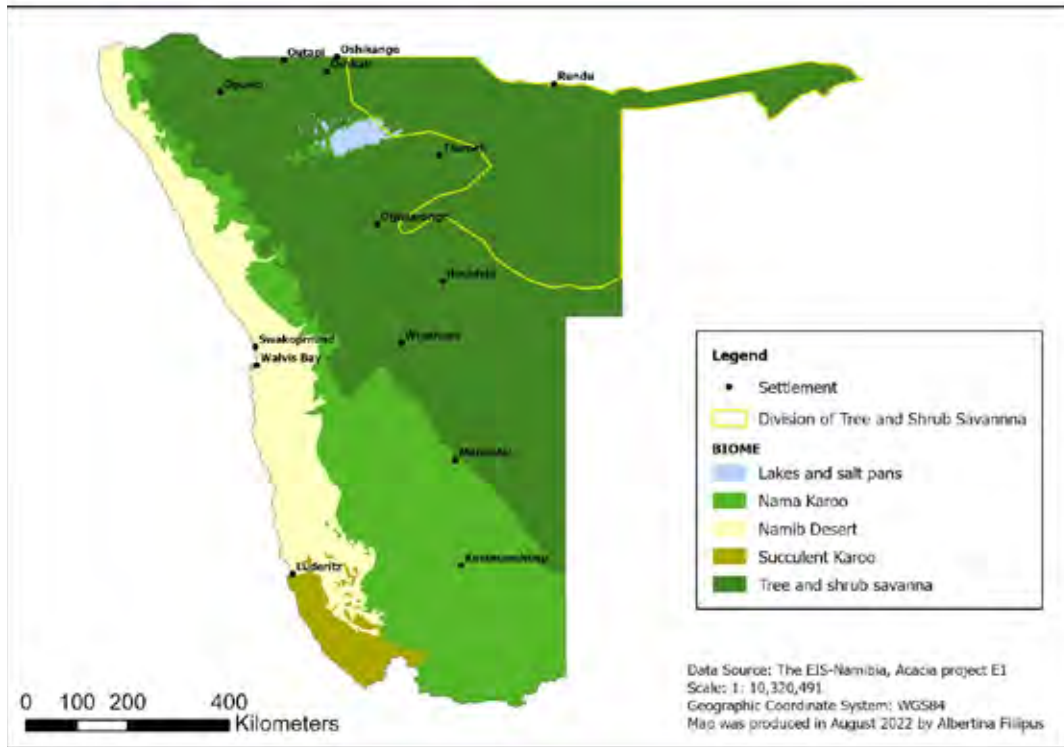 Outapi
Oshikango
Opuwo
Rundu
Tsumeb
Otjiwarongo
Hochfeld
Windhoek
Swakopmund
Walvis Bay
Mariental
Keetmanshoop
Lüderitz
Legend
Settlement
Division of Tree and Shrub Savannna
BIOME
Lakes and salt pans
Nama Karoo
Namib Desert
Succulent Karoo
Tree and shrub savanna
0 100 200 400
Kilometers
Data Source: The EIS-Namibia, Acacia project E1
Scale: 1: 10,320,491
Geographic Coordinate System: WGS84
Map was produced in August 2022 by Albertina Filipus